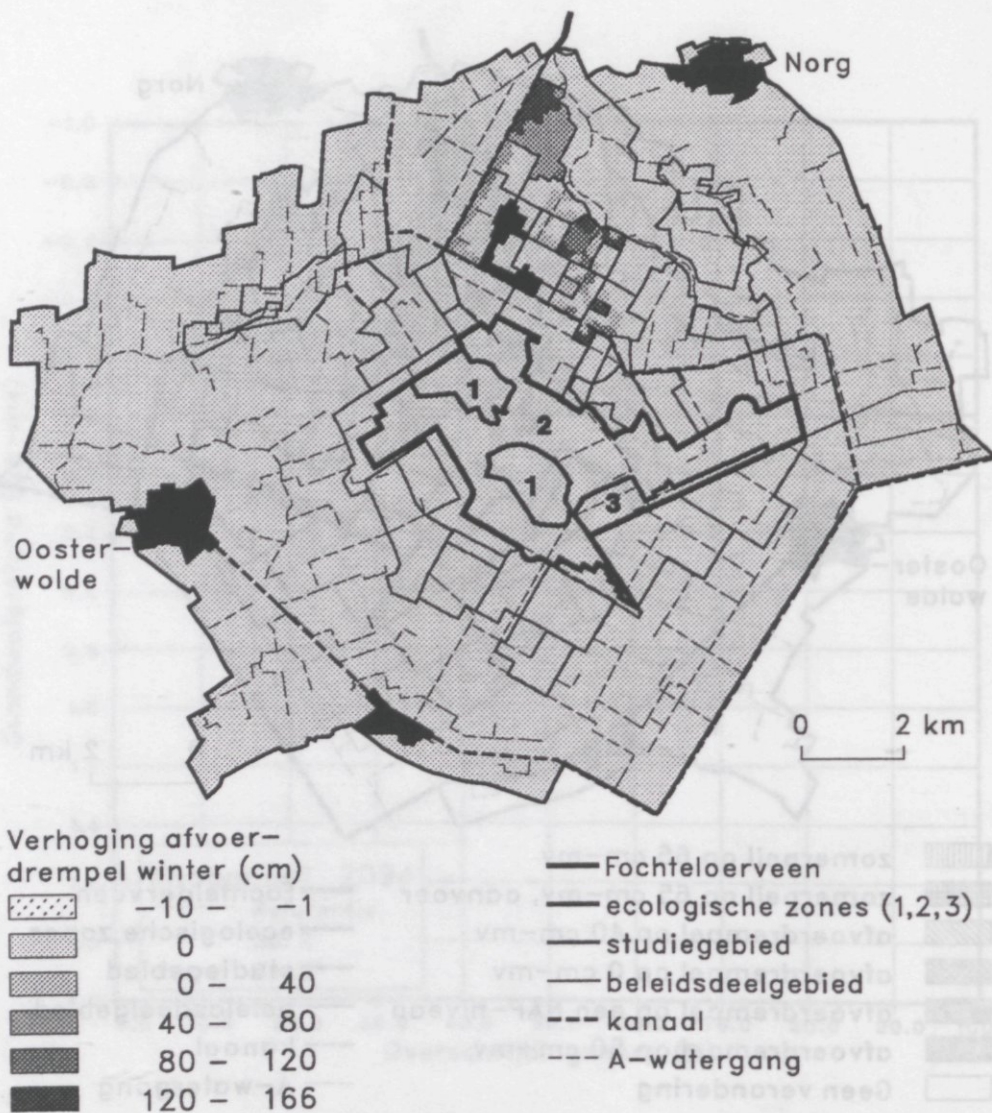 Norg
1
2
1
3
Ooster-
wolde
0 2 km
Verhoging afvoer-
drempel winter (cm)
-10 - -1
0
0 - 40
40 - 80
80 - 120
120 - 166
Fochteloerveen
ecologische zones (1,2,3)
studiegebied
beleidsdeelgebied
kanaal
A-watergang